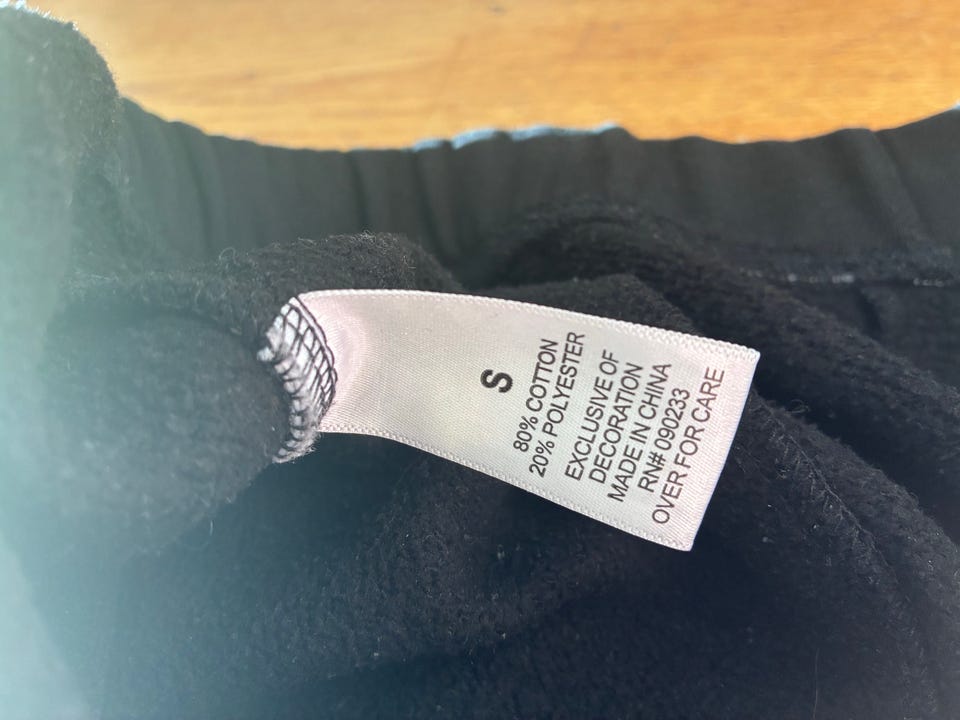 S
80% COTTON
20% POLYESTER
EXCLUSIVE OF
DECORATION
MADE IN CHINA
RN# 090233
OVER FOR CARE